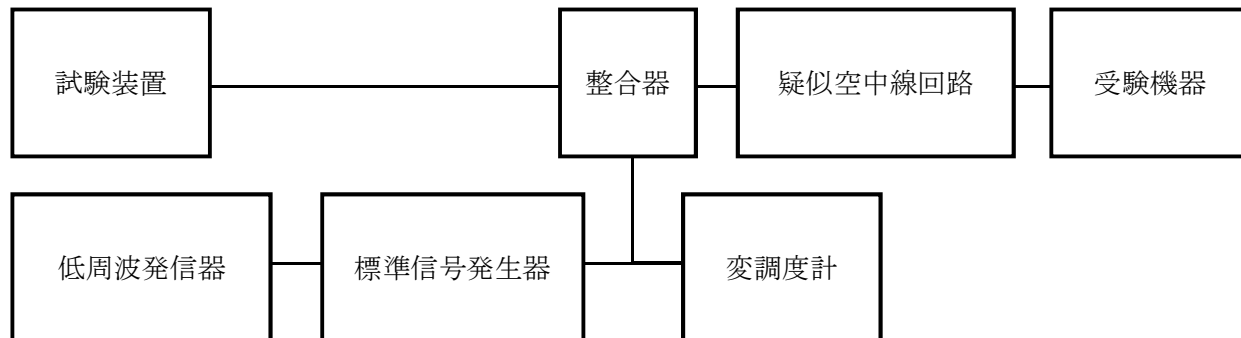 試験装置
整合器
疑似空中線回路
受験機器
低周波発信器
標準信号発生器
変調度計